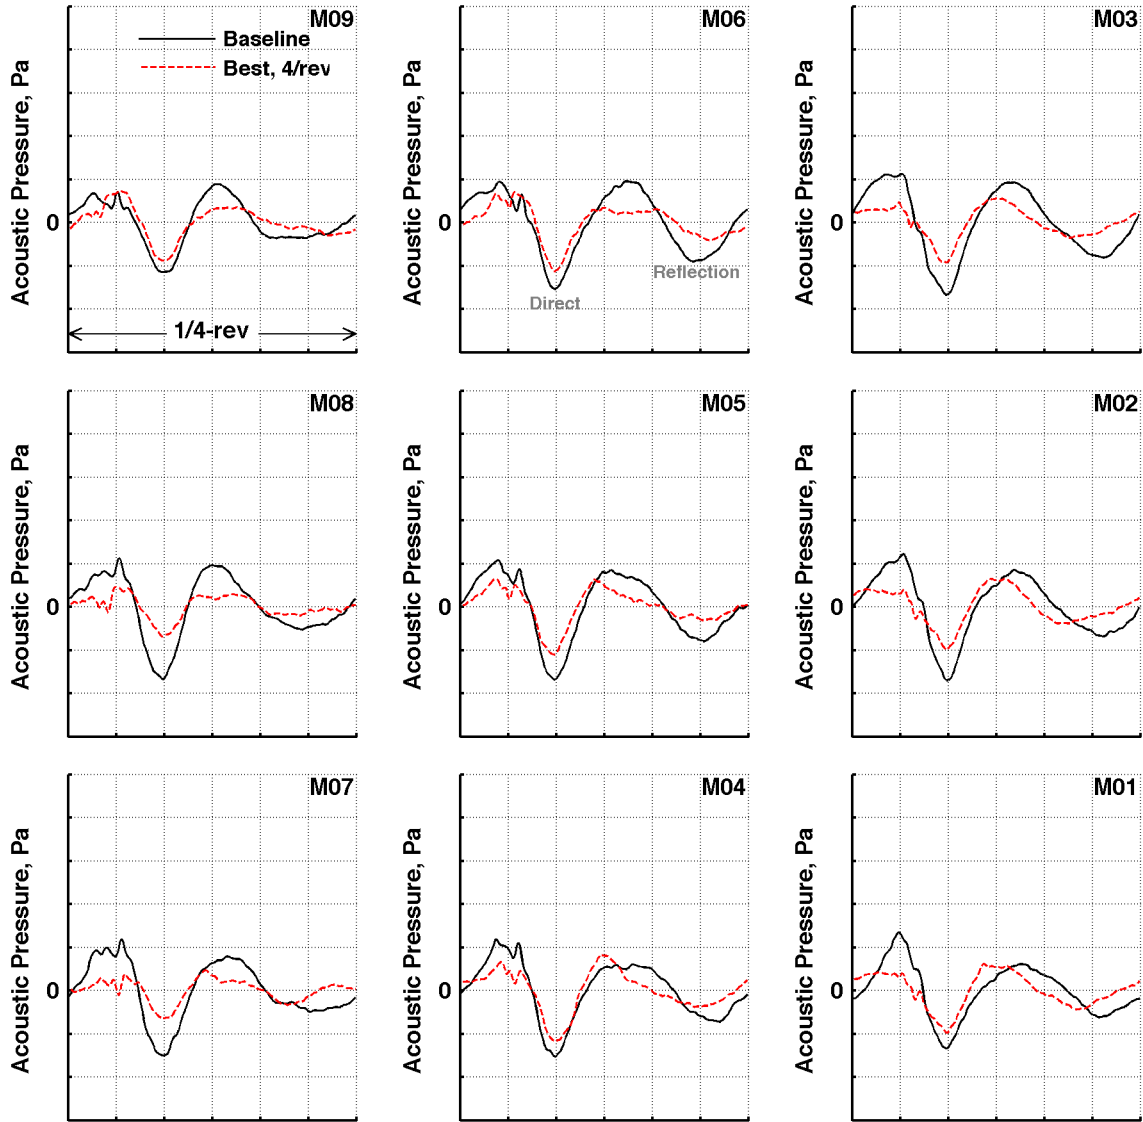 M09
Baseline
Best, 4/rev
Acoustic Pressure, Pa
0
1/4-rev
M06
Acoustic Pressure, Pa
0
Direct
Reflection
M03
Acoustic Pressure, Pa
0
M08
Acoustic Pressure, Pa
0
M05
Acoustic Pressure, Pa
0
M02
Acoustic Pressure, Pa
0
M07
Acoustic Pressure, Pa
0
M04
Acoustic Pressure, Pa
0
M01
Acoustic Pressure, Pa
0